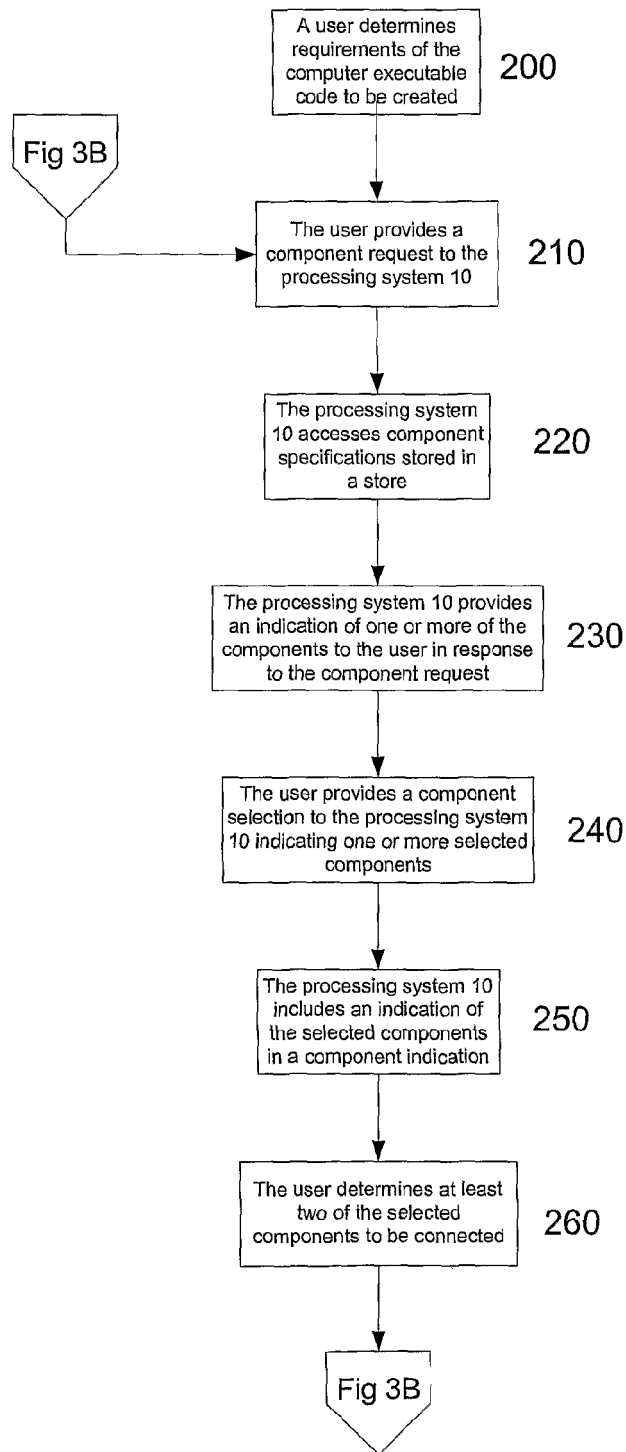 A user determines
requirements of the
computer executable
code to be created
200
Fig 3B
The user provides a
component request to the
processing system 10
210
The processing system
10 accesses component
specifications stored in
a store
220
The processing system 10 provides
an indication of one or more of the
components to the user in response
to the component request
230
The user provides a component
selection to the processing system
10 indicating one or more selected
components
240
The processing system 10
includes an indication of
the selected components
in a component indication
250
The user determines at least
two of the selected
components to be connected
260
Fig 3B